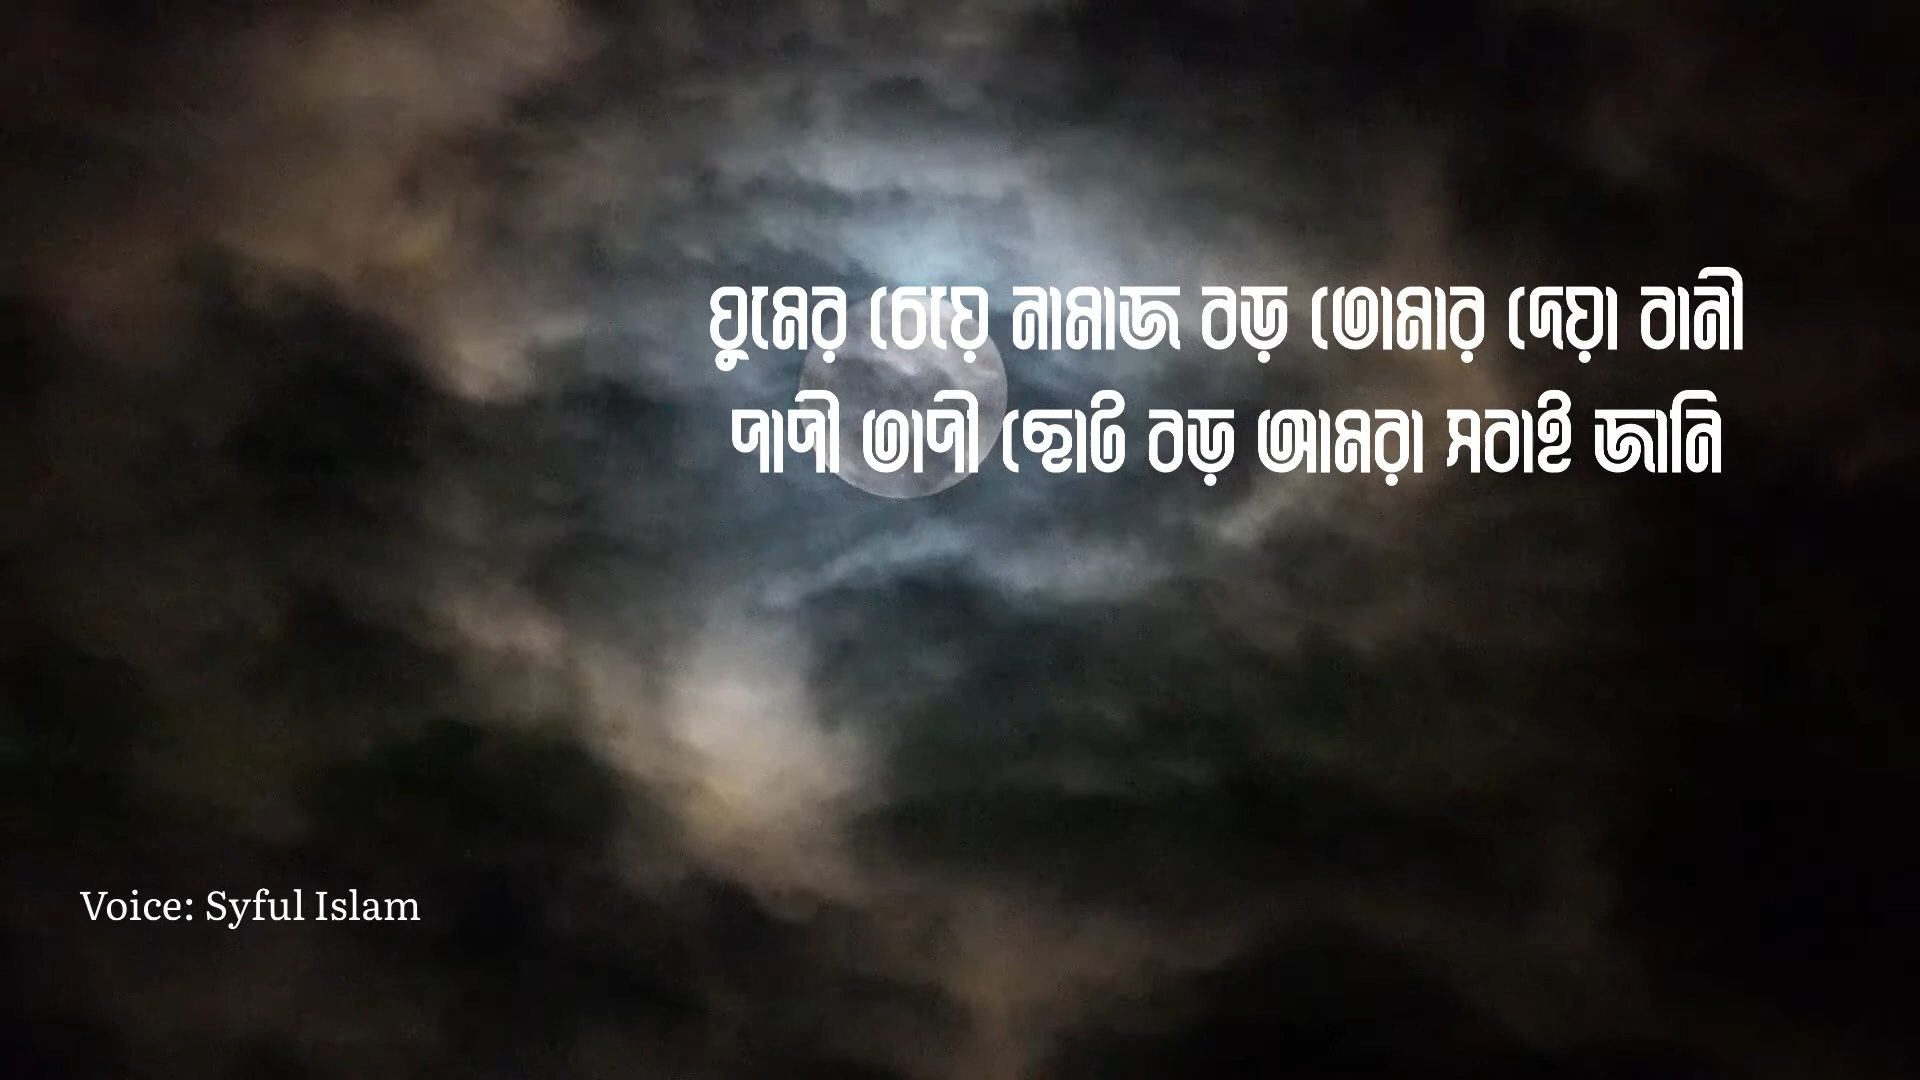 ঘুমের চেয়ে নামাজ বড় তোমার দেয়া বানী
পাপী তাপী ছোট বড় আমরা সবাই জানি
Voice: Syful Islam